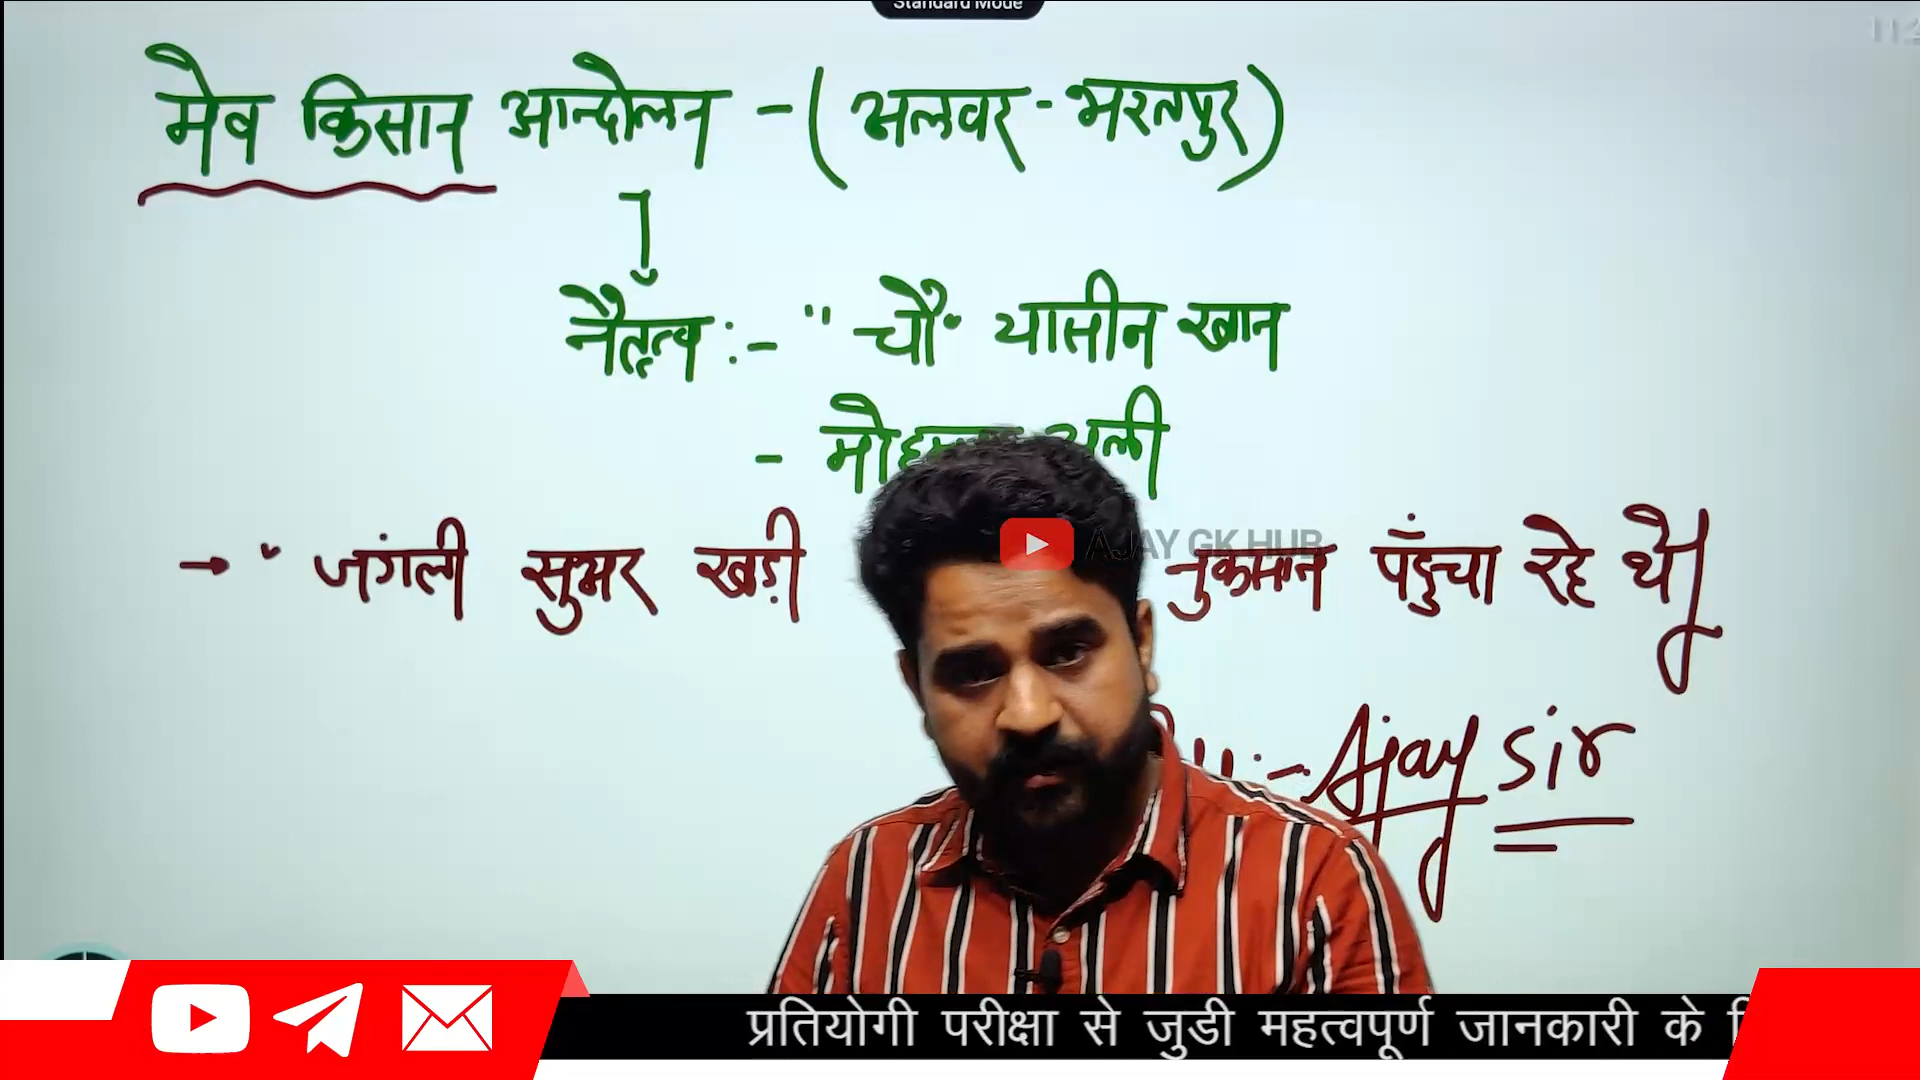 Standard Mode
मेव किसान आन्दोलन - (अलवर - भरतपुर)
नैतृत्व :- " चौ० यासीन खान
- अली
→ " जंगली सुअर खड़ी नुकसान पँहुचा रहे थे।
AJAY GK HUB
:- Ajay Sir
प्रतियोगी परीक्षा से जुडी महत्वपूर्ण जानकारी के